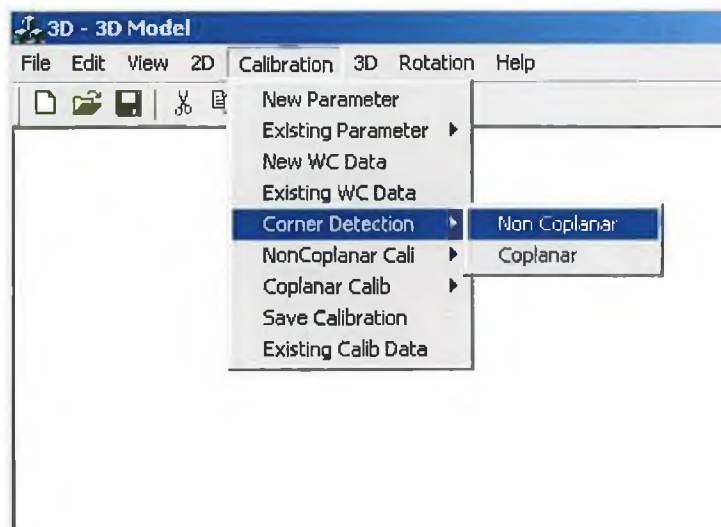 3D - 3D Model
File Edit View 2D Calibration 3D Rotation Help
New Parameter
Existing Parameter
New WC Data
Existing WC Data
Corner Detection
Non Coplanar
NonCoplanar Cali
Coplanar
Coplanar Calib
Save Calibration
Existing Calib Data